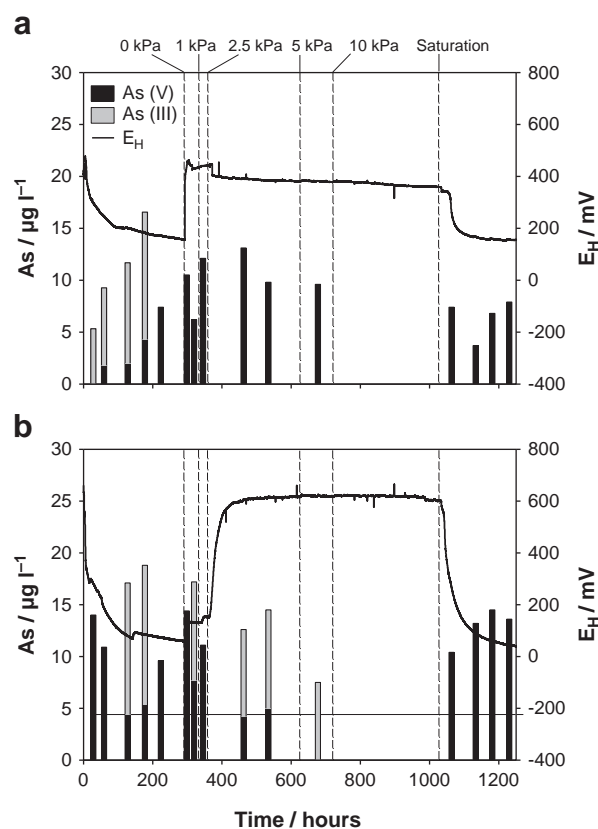 a
0 kPa 1 kPa 2.5 kPa 5 kPa 10 kPa Saturation
30 800
As (V)
As (III)
E_H
25 600
20 400
15 200
10 0
5 -200
0 -400
As / µg l⁻¹
E_H / mV
b
30 800
25 600
20 400
15 200
10 0
5 -200
0 -400
As / µg l⁻¹
E_H / mV
0 200 400 600 800 1000 1200
Time / hours